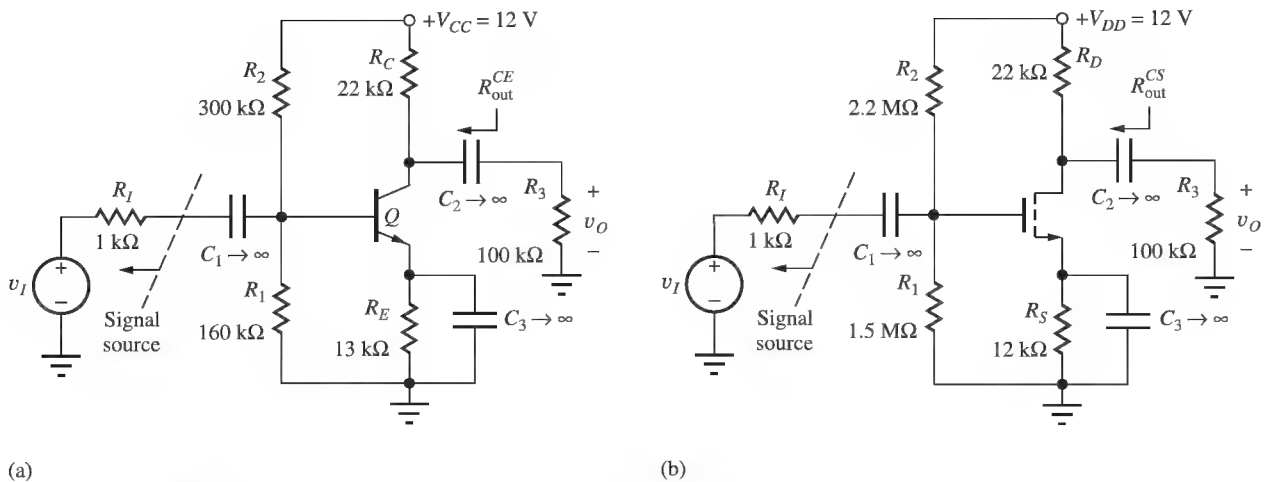 +V_CC = 12 V
R_C
22 kΩ
R_2
300 kΩ
R_out^CE
R_I
1 kΩ
C_1 → ∞
Q
C_2 → ∞
R_3
100 kΩ
+
v_O
−
v_I
+
−
Signal
source
R_1
160 kΩ
R_E
13 kΩ
C_3 → ∞
(a)
+V_DD = 12 V
R_D
22 kΩ
R_2
2.2 MΩ
R_out^CS
R_I
1 kΩ
C_1 → ∞
C_2 → ∞
R_3
100 kΩ
+
v_O
−
v_I
+
−
Signal
source
R_1
1.5 MΩ
R_S
12 kΩ
C_3 → ∞
(b)